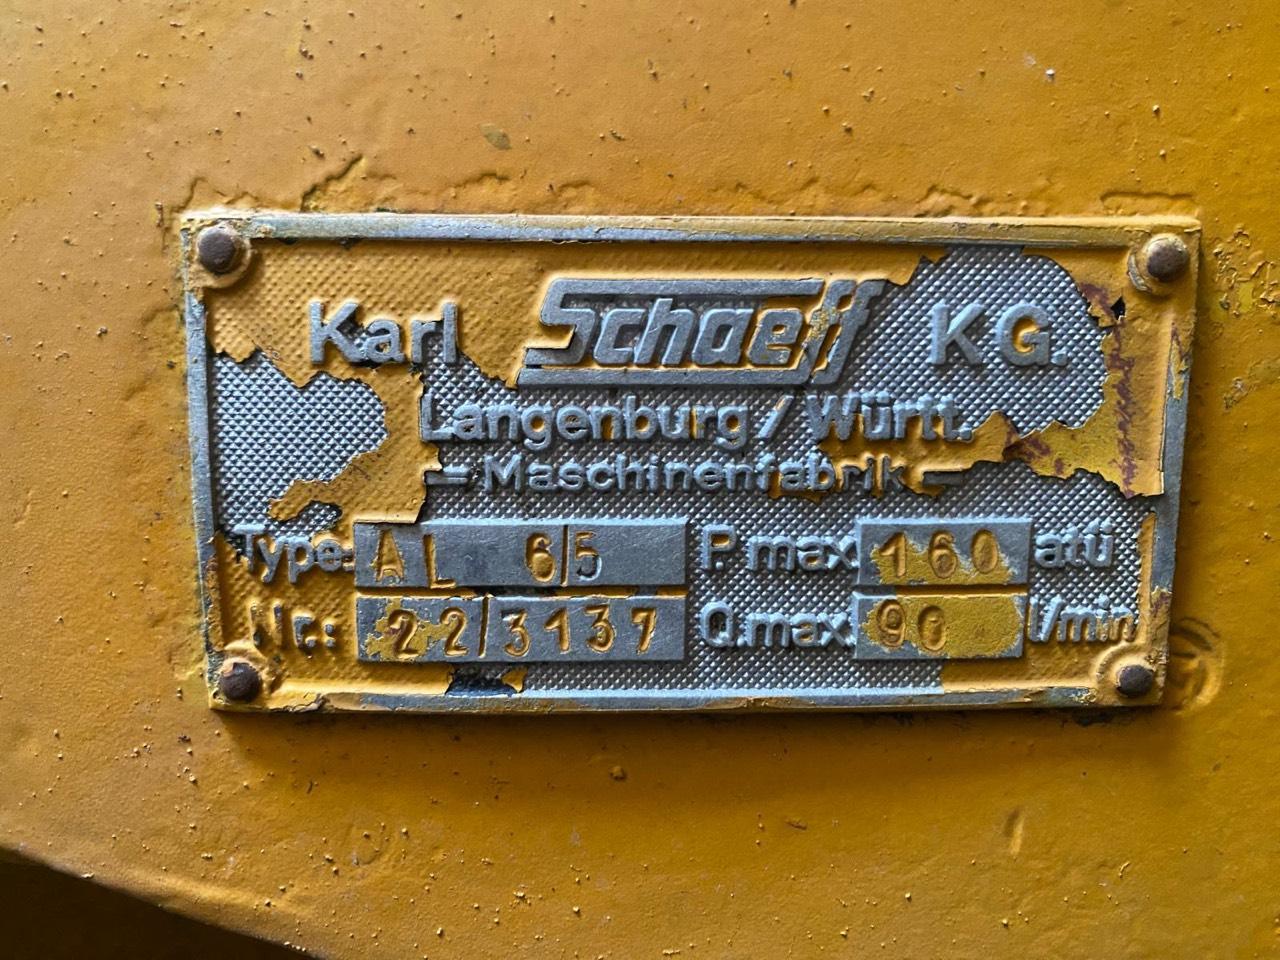 Karl Schaeff KG.
Langenburg/Württ.
= Maschinenfabrik =
Type: AL 6/5 P. max. 160 atü
Nr.: 22/3137 Q.max. 90 l/min